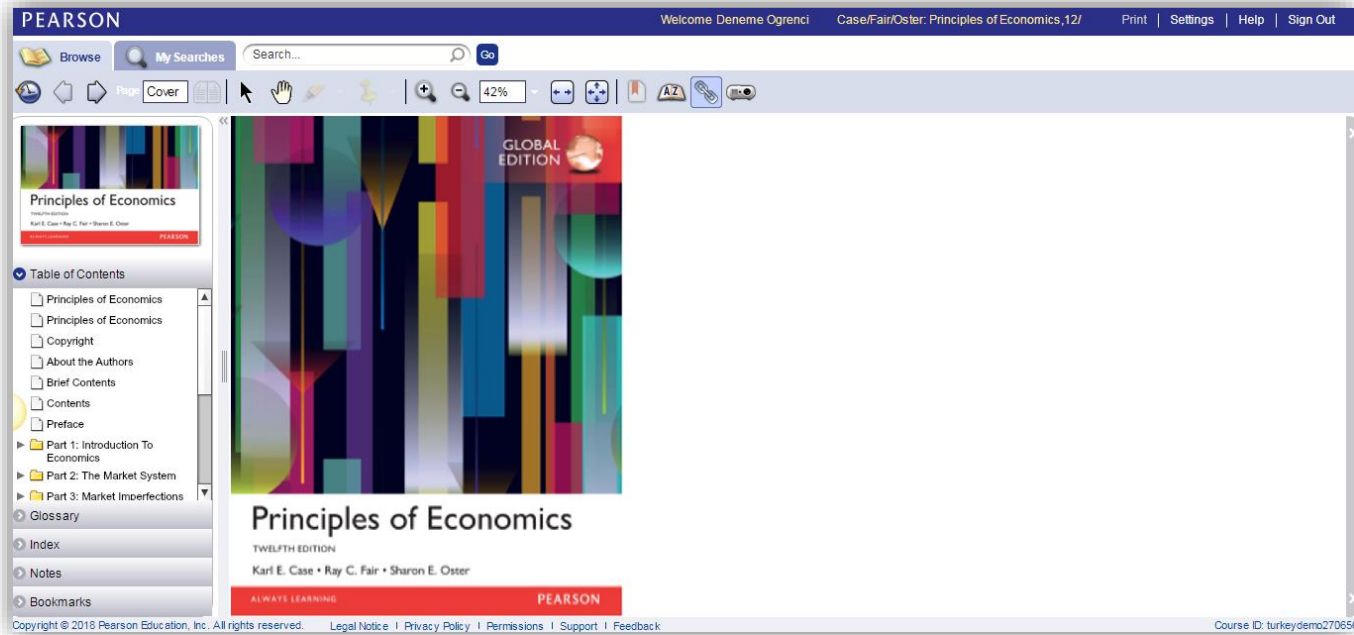 PEARSON
Welcome Deneme Ogrenci Case/Fair/Oster: Principles of Economics,12/ Print | Settings | Help | Sign Out
Browse My Searches Search... Go
Page Cover 42% AZ
Principles of Economics
TWELFTH EDITION
Karl E. Case • Ray C. Fair • Sharon E. Oster
ALWAYS LEARNING PEARSON
Table of Contents
Principles of Economics
Principles of Economics
Copyright
About the Authors
Brief Contents
Contents
Preface
Part 1: Introduction To
Economics
Part 2: The Market System
Part 3: Market Imperfections
Glossary
Index
Notes
Bookmarks
GLOBAL
EDITION
Principles of Economics
TWELFTH EDITION
Karl E. Case • Ray C. Fair • Sharon E. Oster
ALWAYS LEARNING PEARSON
Copyright © 2018 Pearson Education, Inc. All rights reserved. Legal Notice | Privacy Policy | Permissions | Support | Feedback Course ID: turkeydemo270656